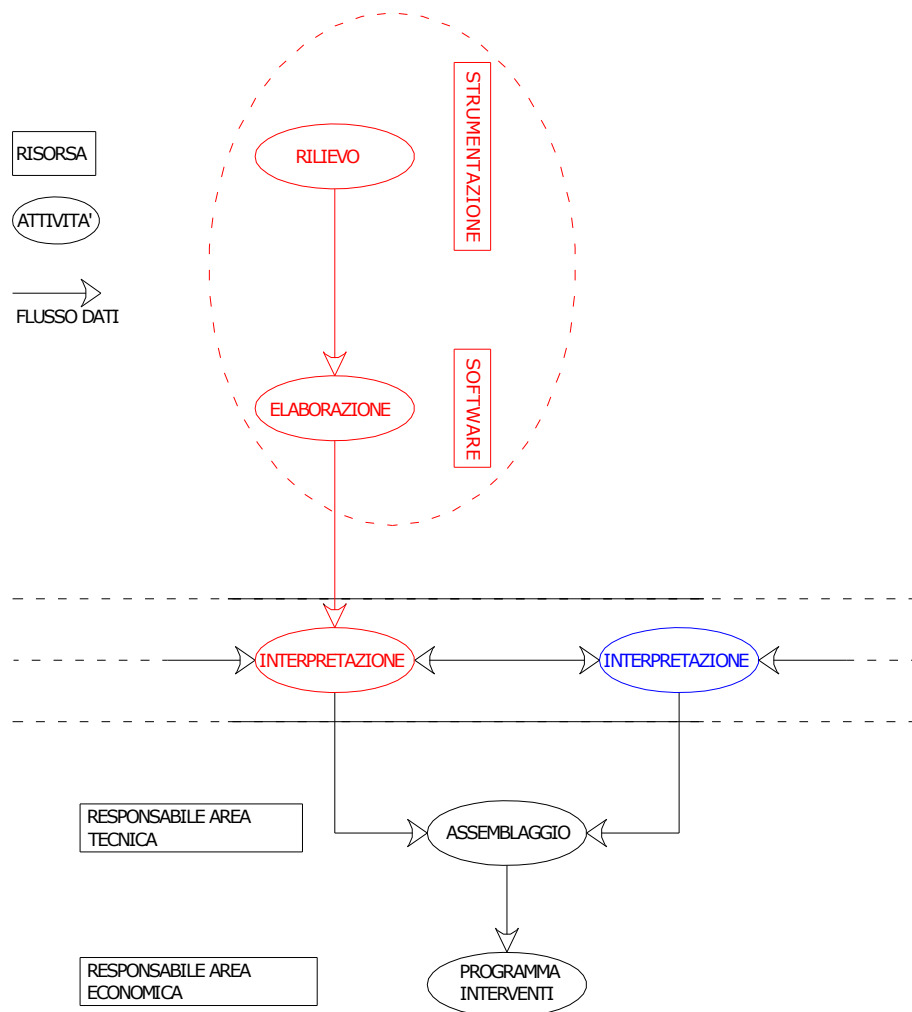 STRUMENTAZIONE
RISORSA
RILIEVO
ATTIVITA'
FLUSSO DATI
SOFTWARE
ELABORAZIONE
INTERPRETAZIONE
INTERPRETAZIONE
RESPONSABILE AREA
TECNICA
ASSEMBLAGGIO
RESPONSABILE AREA
ECONOMICA
PROGRAMMA
INTERVENTI